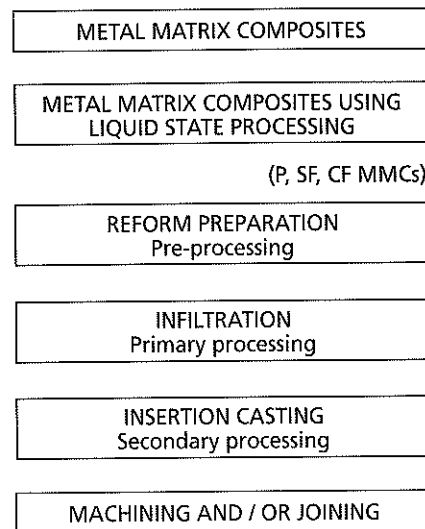 METAL MATRIX COMPOSITES
METAL MATRIX COMPOSITES USING
LIQUID STATE PROCESSING
(P, SF, CF MMCs)
REFORM PREPARATION
Pre-processing
INFILTRATION
Primary processing
INSERTION CASTING
Secondary processing
MACHINING AND / OR JOINING